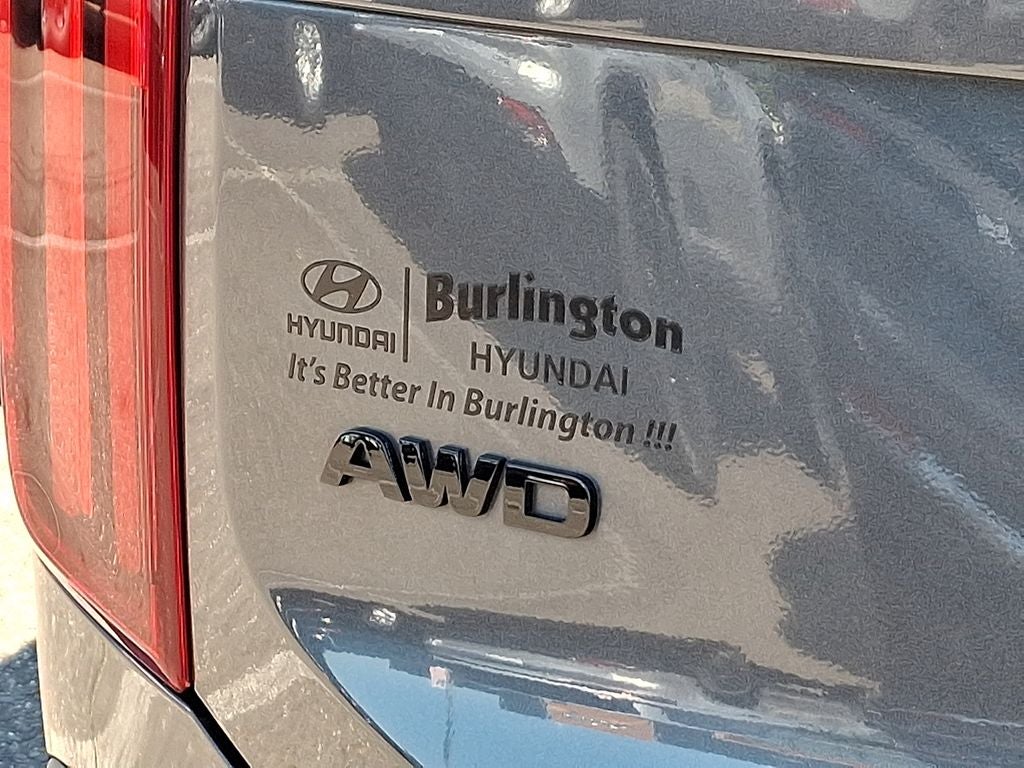 HYUNDAI
Burlington
HYUNDAI
It's Better In Burlington !!!
AWD